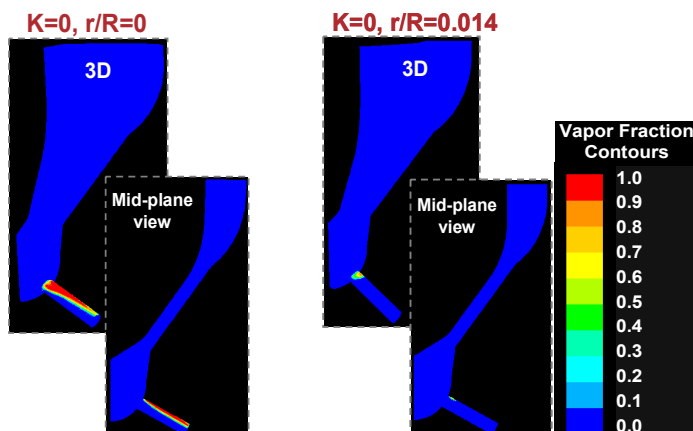 K=0, r/R=0
K=0, r/R=0.014
3D
Mid-plane
view
3D
Mid-plane
view
Vapor Fraction
Contours
1.0
0.9
0.8
0.7
0.6
0.5
0.4
0.3
0.2
0.1
0.0